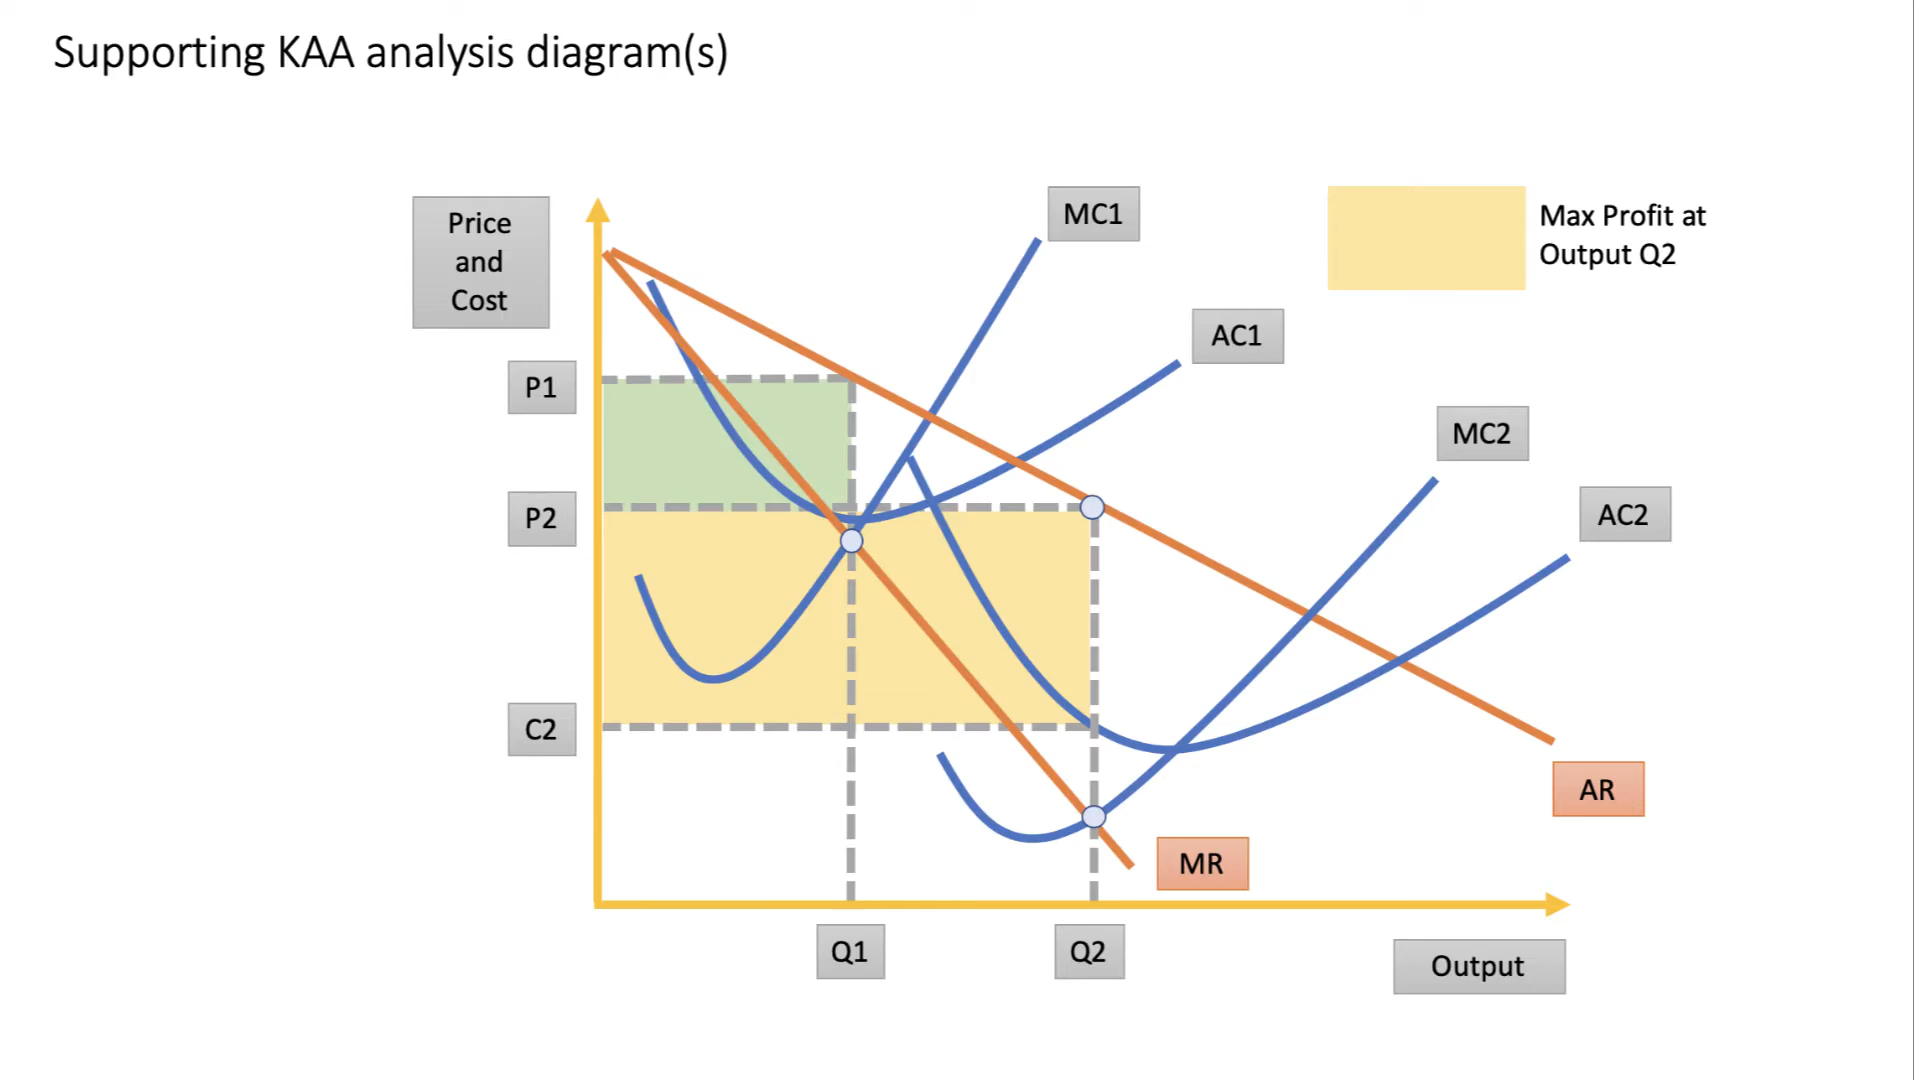 Supporting KAA analysis diagram(s)
Price
and
Cost
MC1
Max Profit at
Output Q2
AC1
P1
MC2
P2
AC2
C2
AR
MR
Q1
Q2
Output